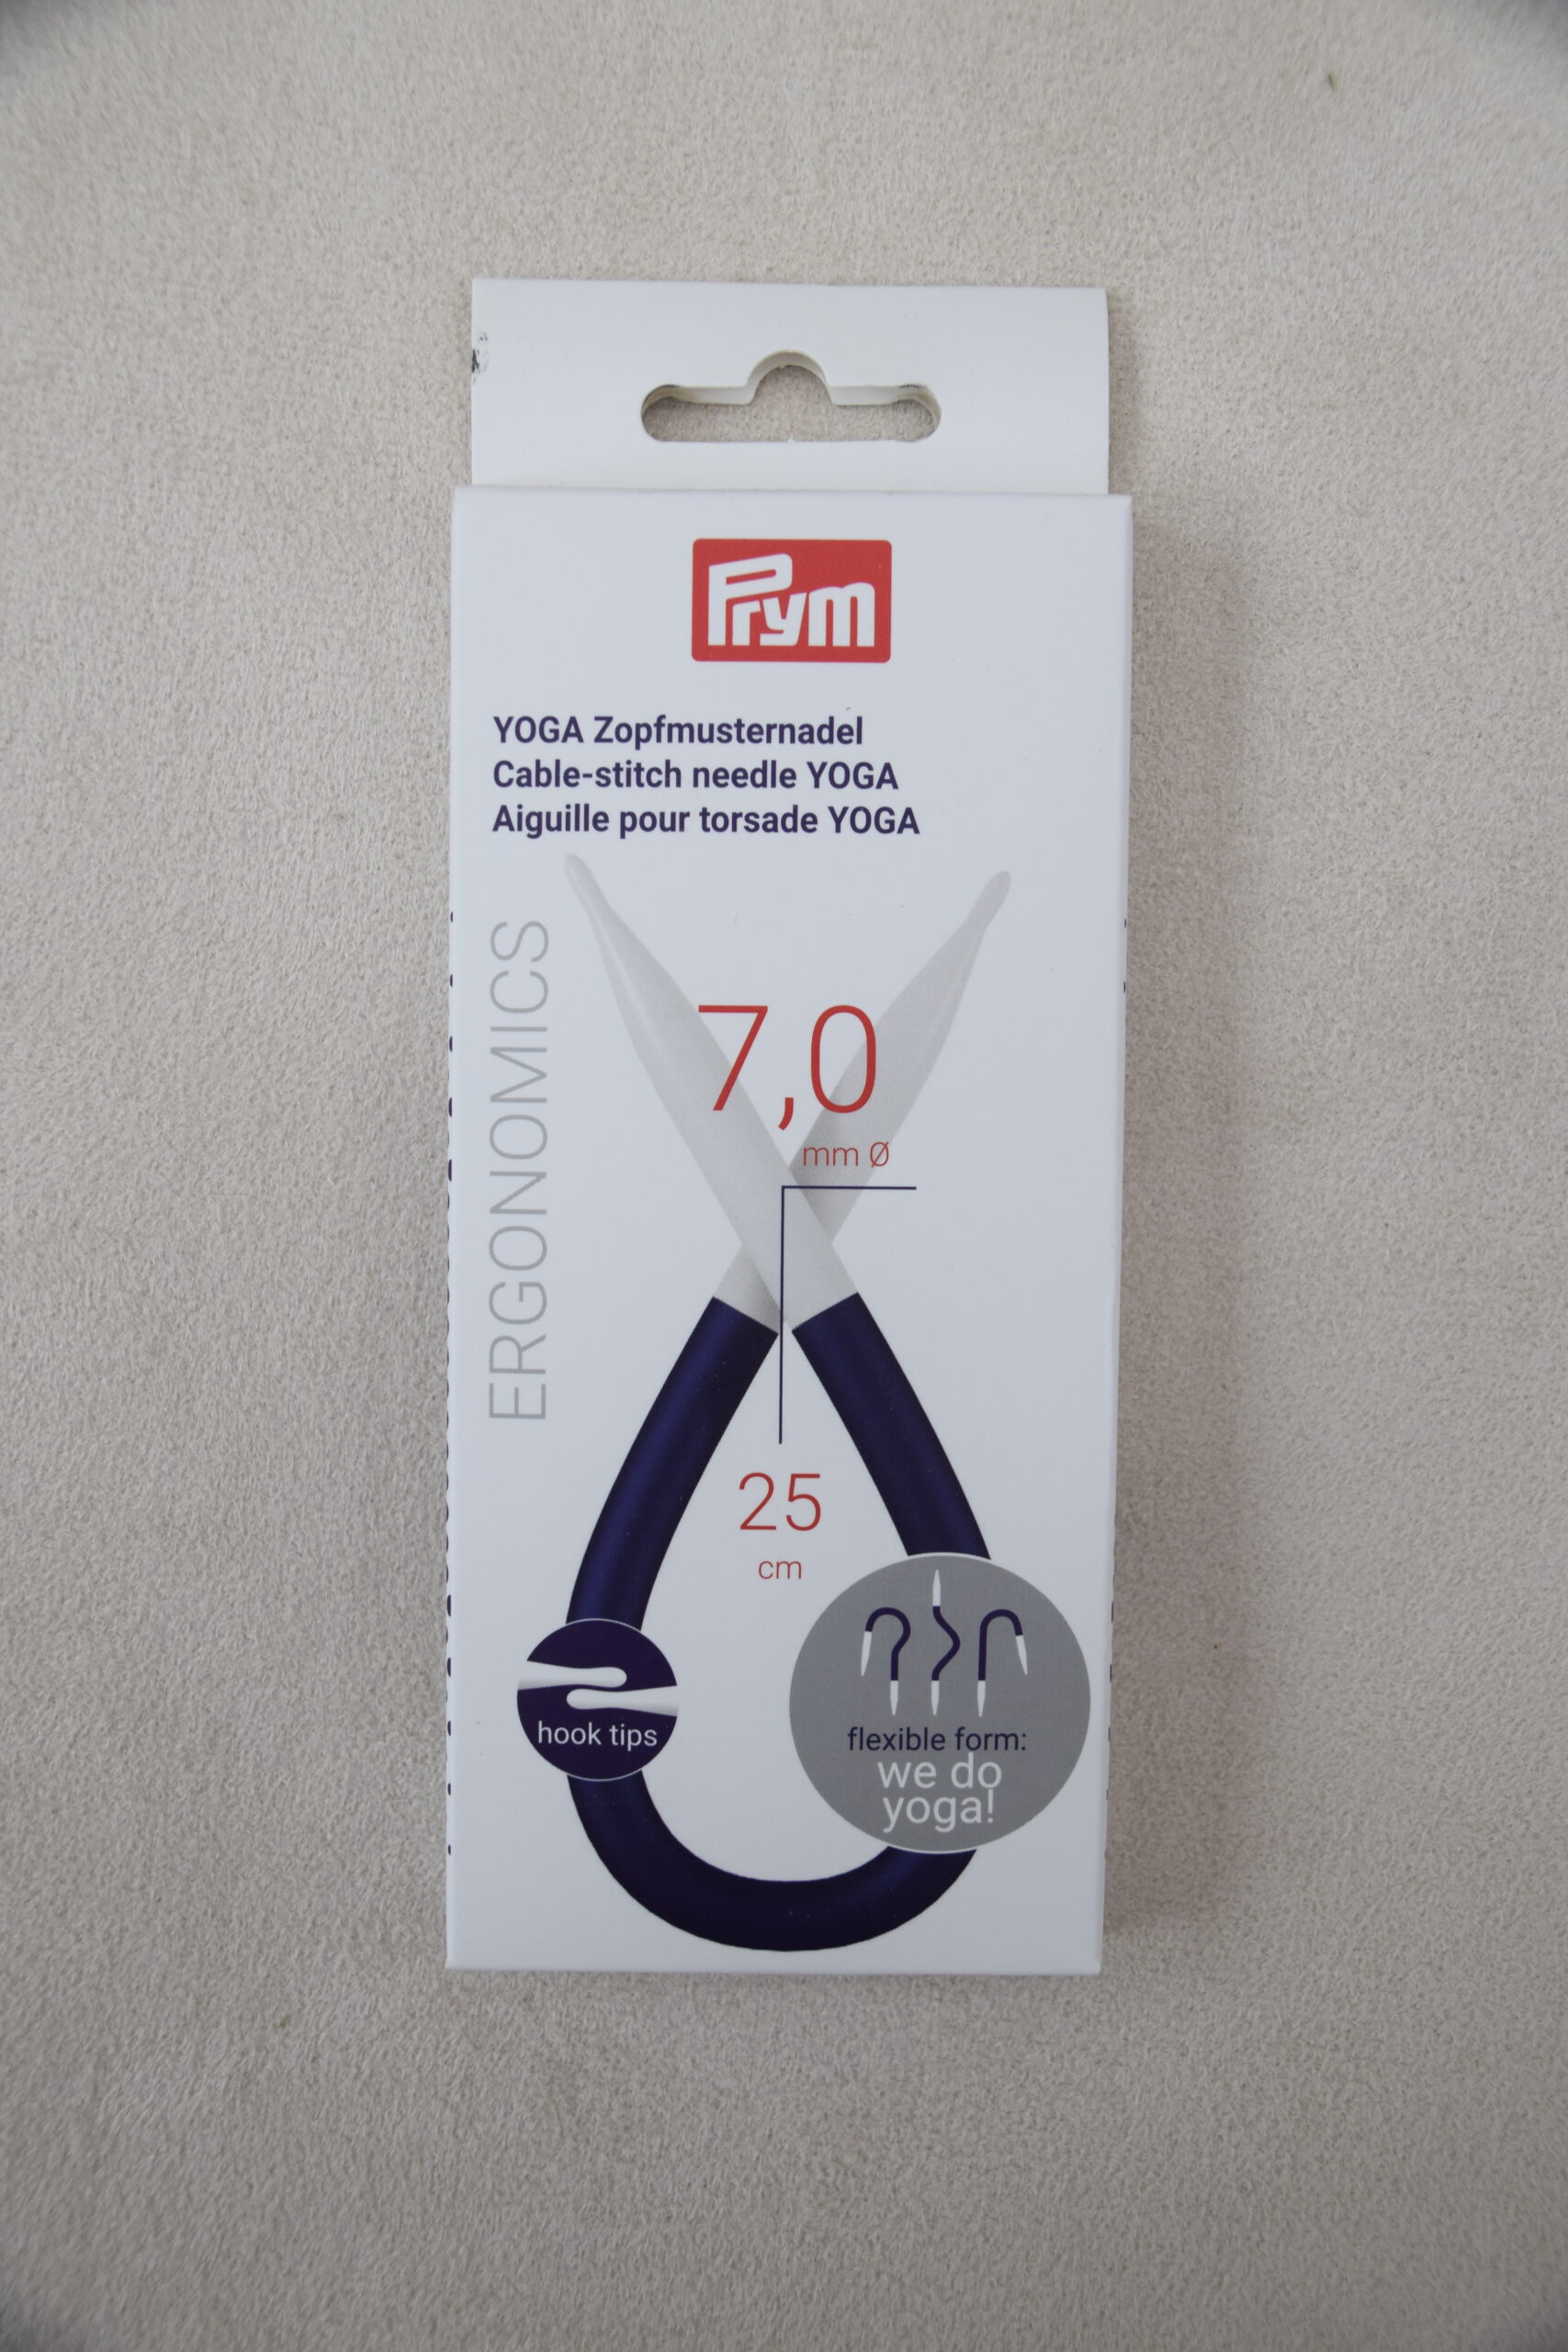 Prym
YOGA Zopfmusternadel
Cable-stitch needle YOGA
Aiguille pour torsade YOGA
ERGONOMICS
7,0
mm Ø
25
cm
hook tips
flexible form:
we do
yoga!